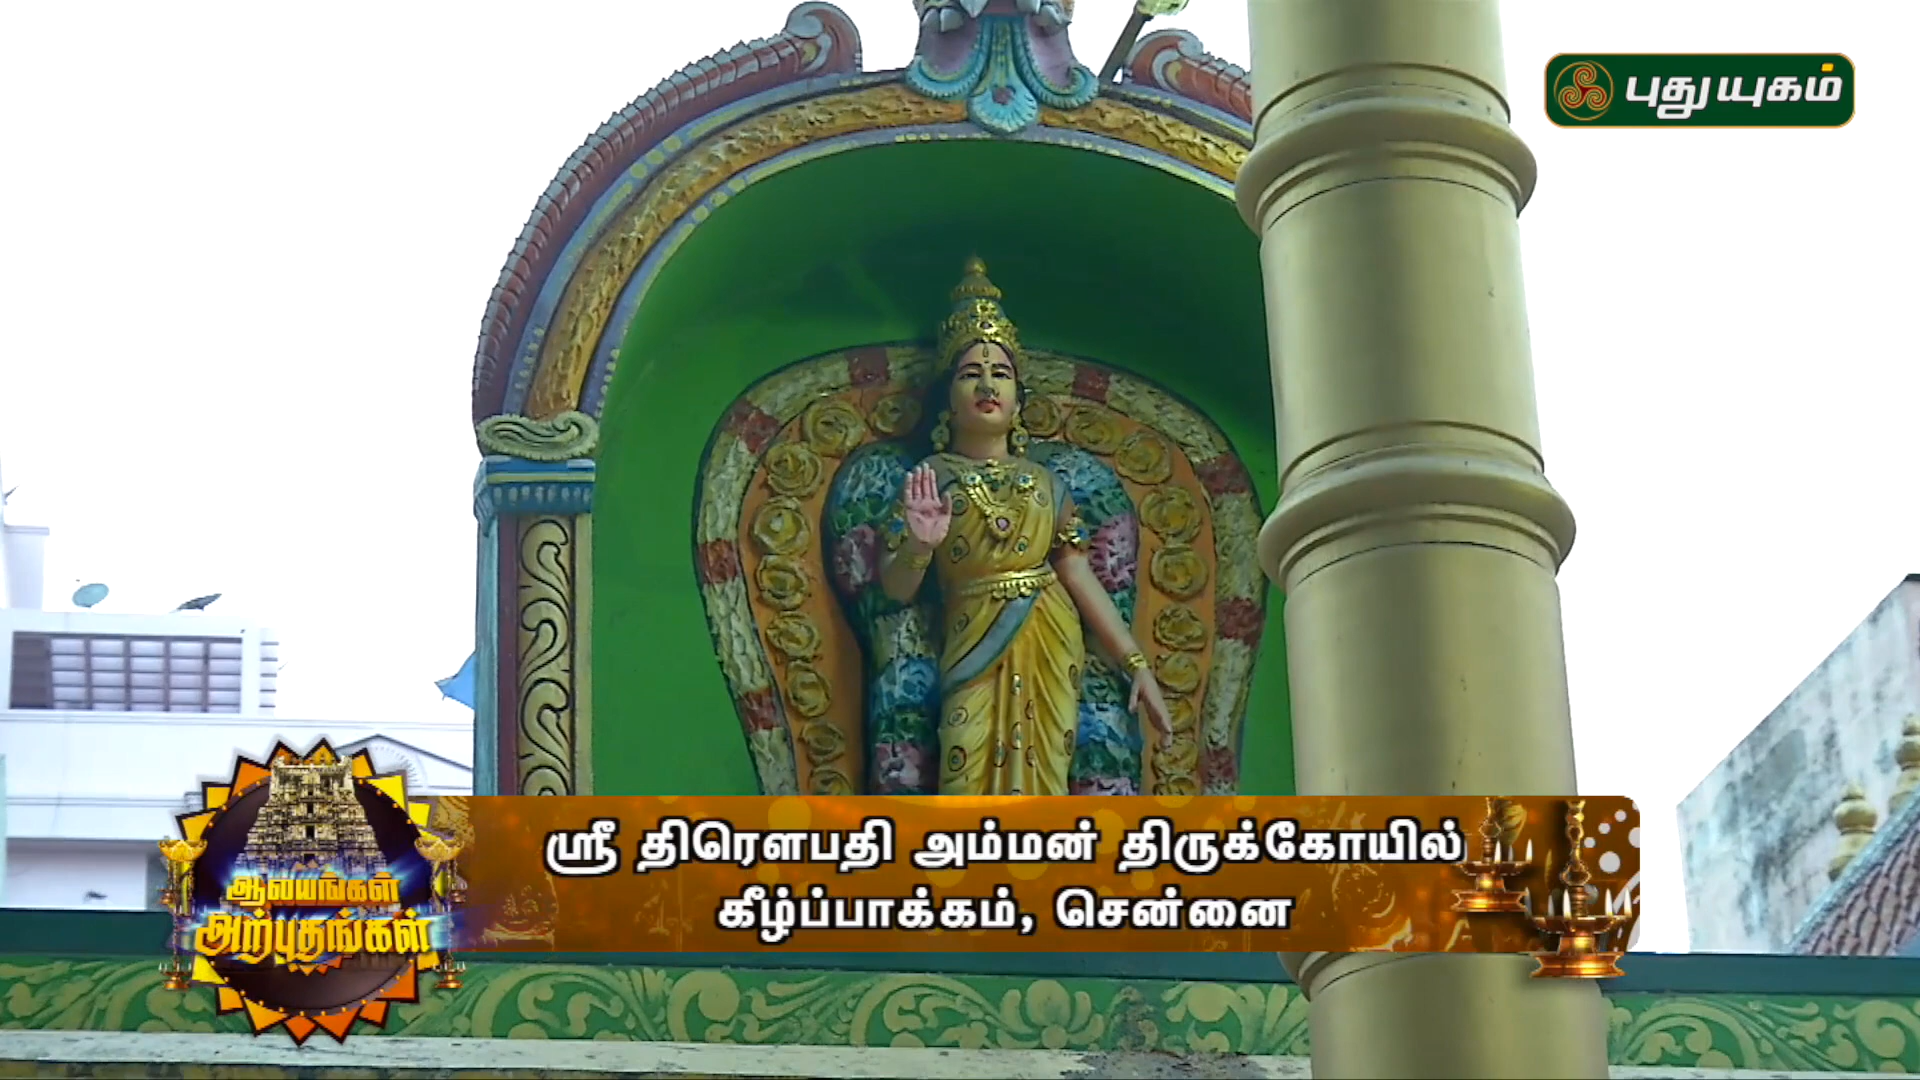 புதுயுகம்
ஸ்ரீ திரௌபதி அம்மன் திருக்கோயில்
கீழ்ப்பாக்கம், சென்னை
ஆலயங்கள்
அற்புதங்கள்